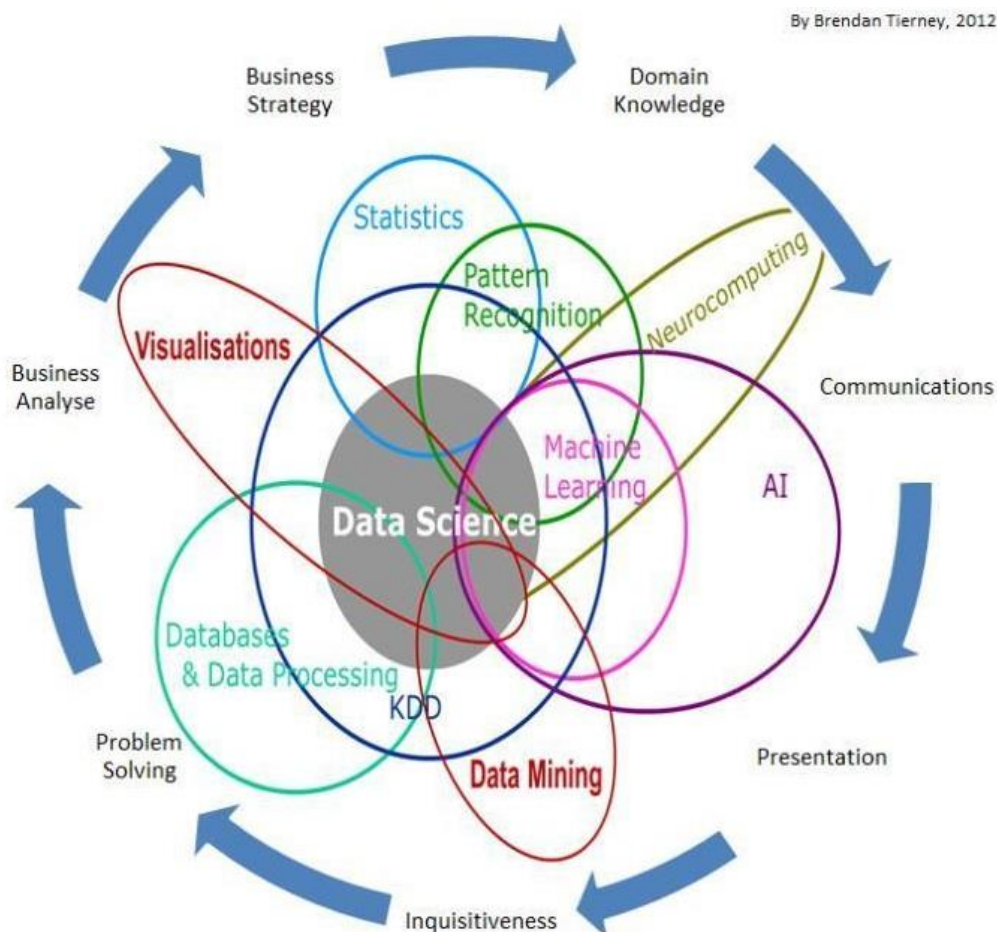 By Brendan Tierney, 2012
Business
Strategy
Domain
Knowledge
Statistics
Pattern
Recognition
Neurocomputing
Visualisations
Business
Analyse
Communications
Machine
Learning
AI
Data Science
Databases
& Data Processing
KDD
Problem
Solving
Data Mining
Presentation
Inquisitiveness